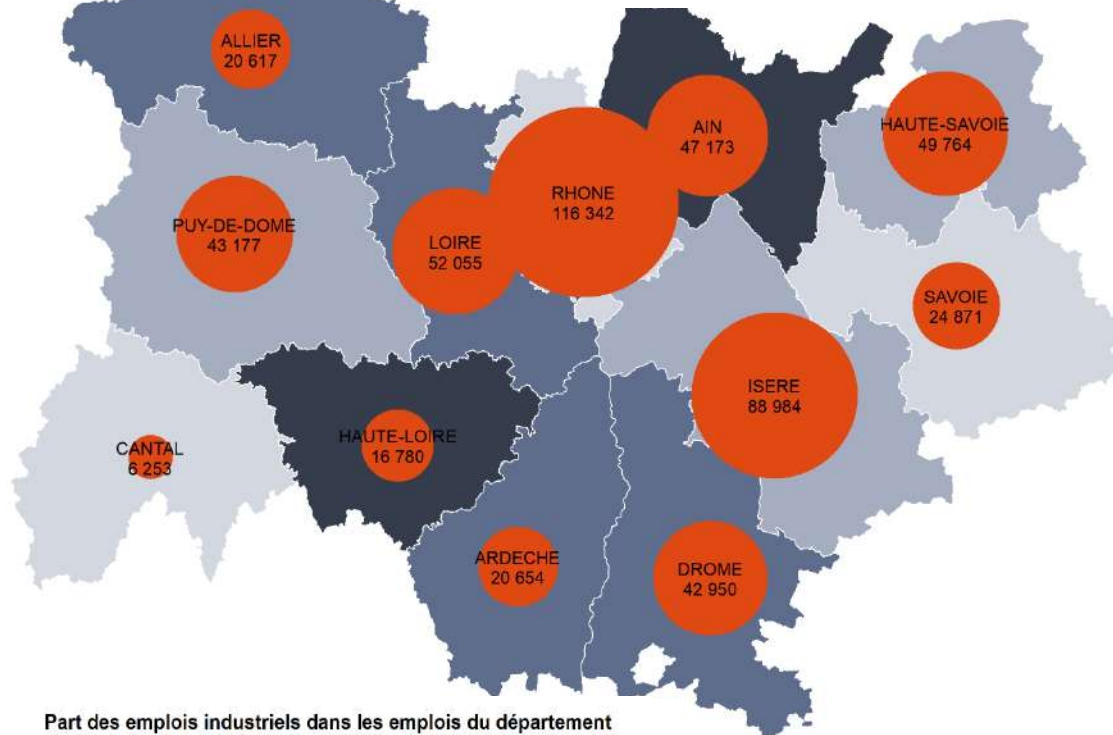 ALLIER
20 617
AIN
47 173
HAUTE-SAVOIE
49 764
RHONE
116 342
PUY-DE-DOME
43 177
LOIRE
52 055
SAVOIE
24 871
ISERE
88 984
CANTAL
6 253
HAUTE-LOIRE
16 780
ARDECHE
20 654
DROME
42 950
Part des emplois industriels dans les emplois du département